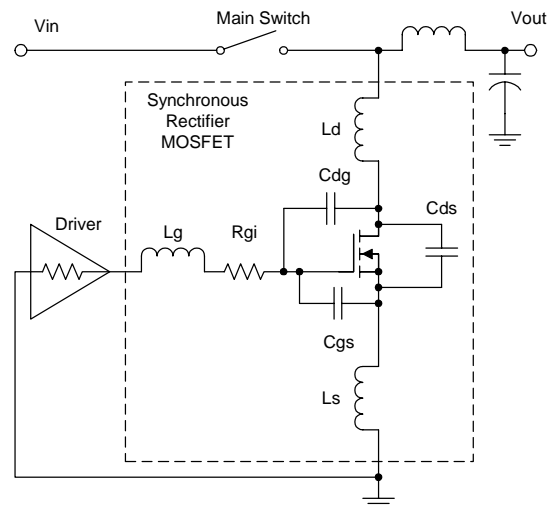 Vin
Main Switch
Vout
Synchronous
Rectifier
MOSFET
Ld
Cdg
Cds
Driver
Lg
Rgi
Cgs
Ls